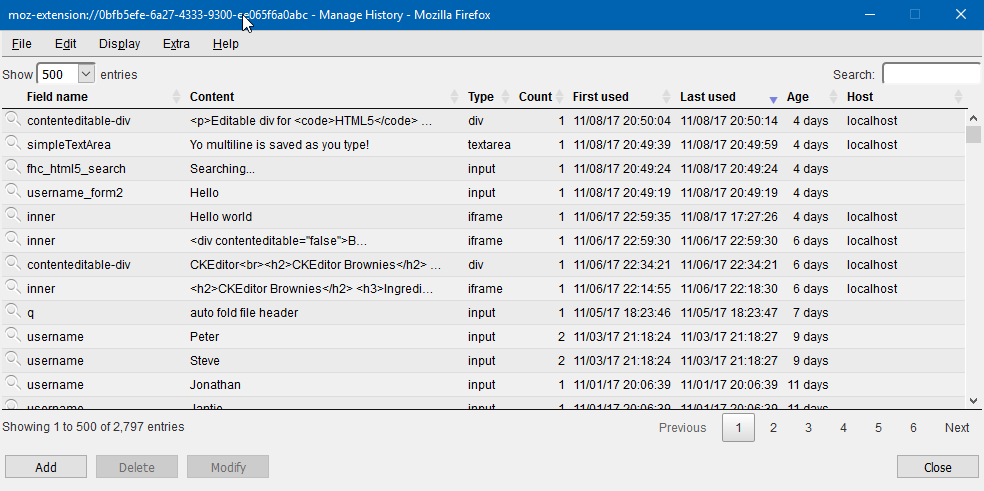 moz-extension://0bfb5efe-6a27-4333-9300-ee065f6a0abc - Manage History - Mozilla Firefox
File Edit Display Extra Help
Show 500 entries Search:
Field name Content Type Count First used Last used Age Host
contenteditable-div <p>Editable div for <code>HTML5</code> ... div 1 11/08/17 20:50:04 11/08/17 20:50:14 4 days localhost
simpleTextArea Yo multiline is saved as you type! textarea 1 11/08/17 20:49:39 11/08/17 20:49:59 4 days localhost
fhc_html5_search Searching... input 1 11/08/17 20:49:24 11/08/17 20:49:24 4 days
username_form2 Hello input 1 11/08/17 20:49:19 11/08/17 20:49:19 4 days
inner Hello world iframe 1 11/06/17 22:59:35 11/08/17 17:27:26 4 days localhost
inner <div contenteditable="false">B... iframe 1 11/06/17 22:59:30 11/06/17 22:59:30 6 days localhost
contenteditable-div CKEditor<br><h2>CKEditor Brownies</h2> ... div 1 11/06/17 22:34:21 11/06/17 22:34:21 6 days localhost
inner <h2>CKEditor Brownies</h2> <h3>Ingredi... iframe 1 11/06/17 22:14:55 11/06/17 22:18:30 6 days localhost
q auto fold file header input 1 11/05/17 18:23:46 11/05/17 18:23:47 7 days
username Peter input 2 11/03/17 21:18:24 11/03/17 21:18:27 9 days
username Steve input 2 11/03/17 21:18:24 11/03/17 21:18:27 9 days
username Jonathan input 1 11/01/17 20:06:39 11/01/17 20:06:39 11 days
username input 1 11/01/17 20:06:39 11/01/17 20:06:39 11 days
Showing 1 to 500 of 2,797 entries Previous 1 2 3 4 5 6 Next
Add Delete Modify Close